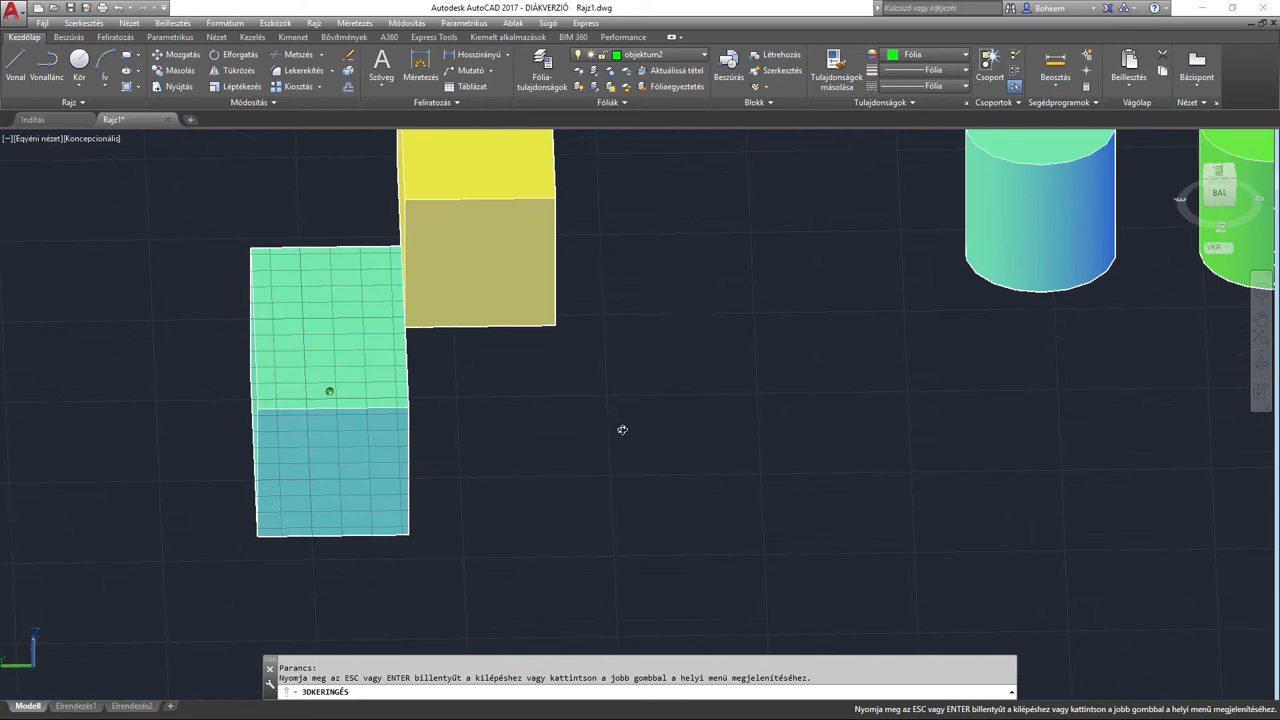 Autodesk AutoCAD 2017 - DIÁKVERZIÓ Rajz1.dwg
Kulcsszó vagy kifejezés
Boheem
Fájl Szerkesztés Nézet Beillesztés Formátum Eszközök Rajz Méretezés Módosítás Parametrikus Ablak Súgó Express
Kezdőlap Beszúrás Feliratozás Parametrikus Nézet Kezelés Kimenet Bővítmények A360 Express Tools Kiemelt alkalmazások BIM 360 Performance
Vonal Vonallánc Kör Ív
Mozgatás Elforgatás Metszés
Másolás Tükrözés Lekerekítés
Nyújtás Léptékezés Kiosztás
Szöveg Méretezés
Hosszirányú
Mutató
Táblázat
Fólia-
tulajdonságok
objektum2
Aktuálissá tétel
Fóliaegyeztetés
Beszúrás
Létrehozás
Szerkesztés
Tulajdonságok
másolása
Fólia
Fólia
Fólia
Csoport
Beosztás
Beillesztés
Bázispont
Rajz Módosítás Feliratozás Fóliák Blokk Tulajdonságok Csoportok Segédprogramok Vágólap Nézet
Indítás Rajz1*
[−][Egyéni nézet][Koncepcionális]
BAL
VKR
Z
Y
Parancs:
Nyomja meg az ESC vagy ENTER billentyűt a kilépéshez vagy kattintson a jobb gombbal a helyi menü megjelenítéséhez.
3DKERINGÉS
Modell Elrendezés1 Elrendezés2 +
Nyomja meg az ESC vagy ENTER billentyűt a kilépéshez vagy kattintson a jobb gombbal a helyi menü megjelenítéséhez.